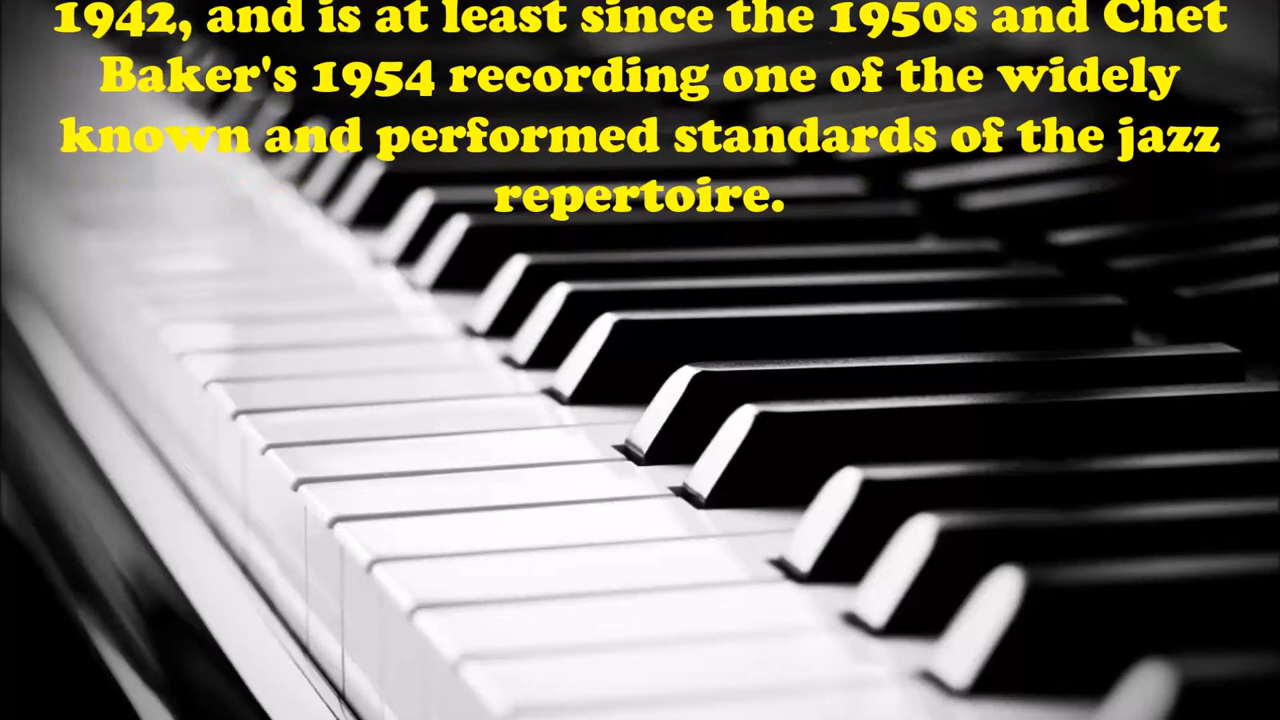 1942, and is at least since the 1950s and Chet
Baker's 1954 recording one of the widely
known and performed standards of the jazz
repertoire.